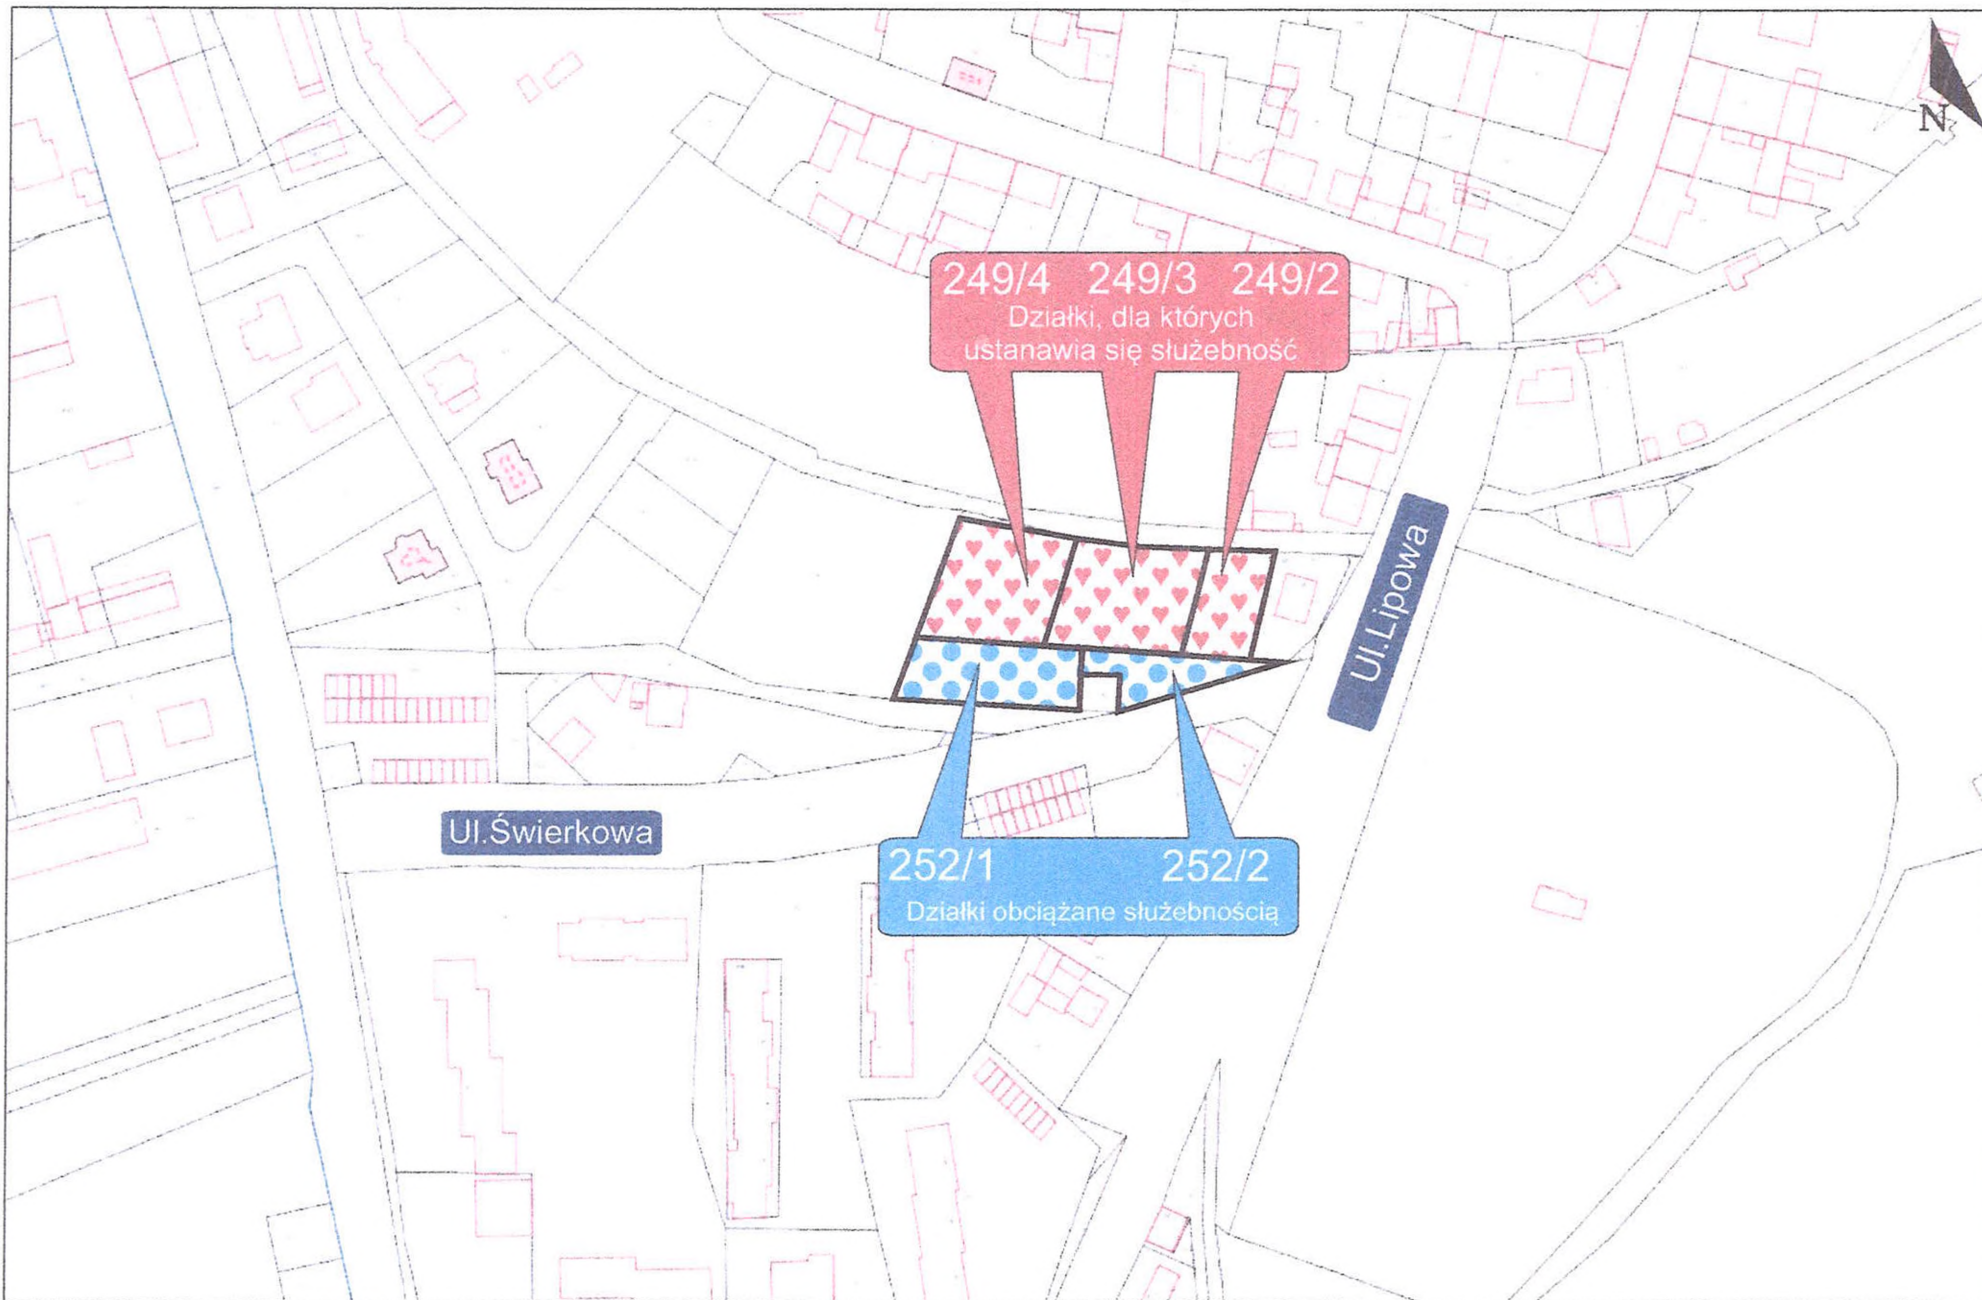 N
249/4 249/3 249/2
Działki, dla których
ustanawia się służebność
Ul.Lipowa
Ul.Świerkowa
252/1 252/2
Działki obciążane służebnością